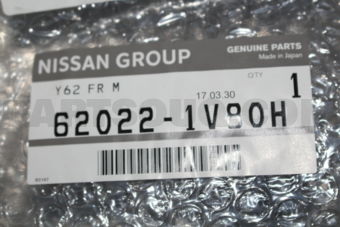 NISSAN GROUP
GENUINE PARTS
Made in Japan
Y62 FR M
17.03.30
QTY
1
62022-1V80H